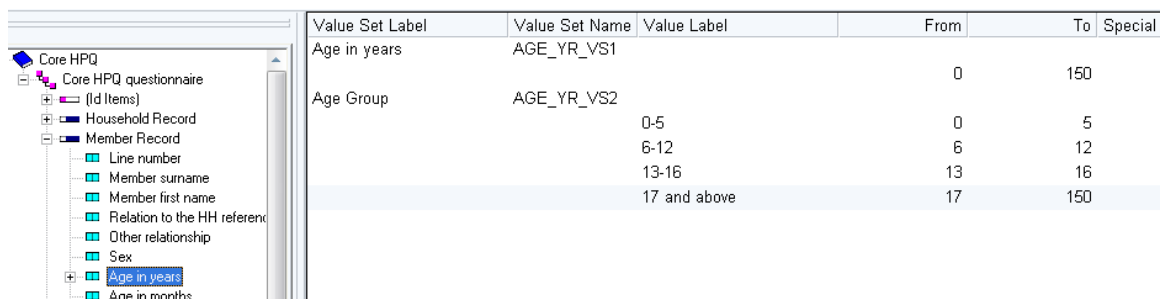 Core HPQ
Core HPQ questionnaire
(Id Items)
Household Record
Member Record
Line number
Member surname
Member first name
Relation to the HH referenc
Other relationship
Sex
Age in years
Age in months
Value Set Label Value Set Name Value Label From To Special
Age in years AGE_YR_VS1
0 150
Age Group AGE_YR_VS2
0-5 0 5
6-12 6 12
13-16 13 16
17 and above 17 150